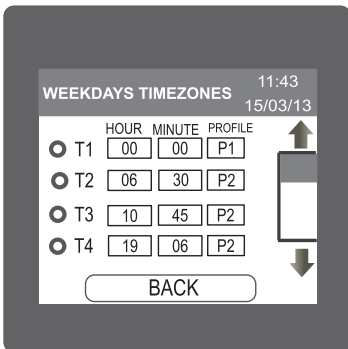 11:43
WEEKDAYS TIMEZONES
15/03/13
HOUR MINUTE PROFILE
T1 00 00 P1
T2 06 30 P2
T3 10 45 P2
T4 19 06 P2
BACK